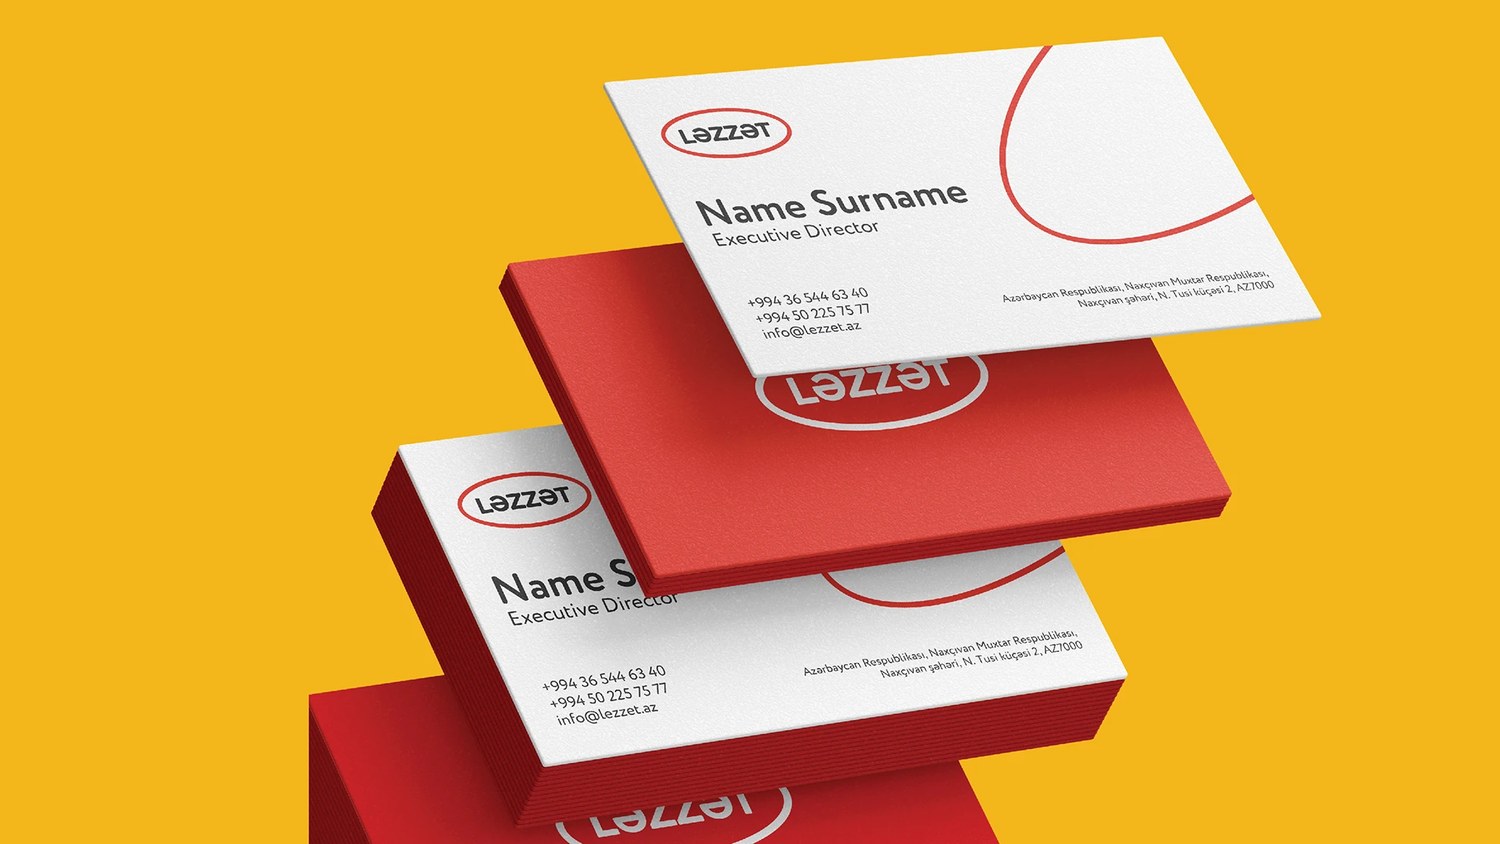 LəzzəT
Name Surname
Executive Director
+994 36 544 63 40
+994 50 225 75 77
info@lezzet.az
Azərbaycan Respublikası, Naxçıvan Muxtar Respublikası,
Naxçıvan şəhəri, N. Tusi küçəsi 2, AZ7000
LəzzəT
LəzzəT
Name S
Executive Director
+994 36 544 63 40
+994 50 225 75 77
info@lezzet.az
Azərbaycan Respublikası, Naxçıvan Muxtar Respublikası,
Naxçıvan şəhəri, N. Tusi küçəsi 2, AZ7000
LəzzəT